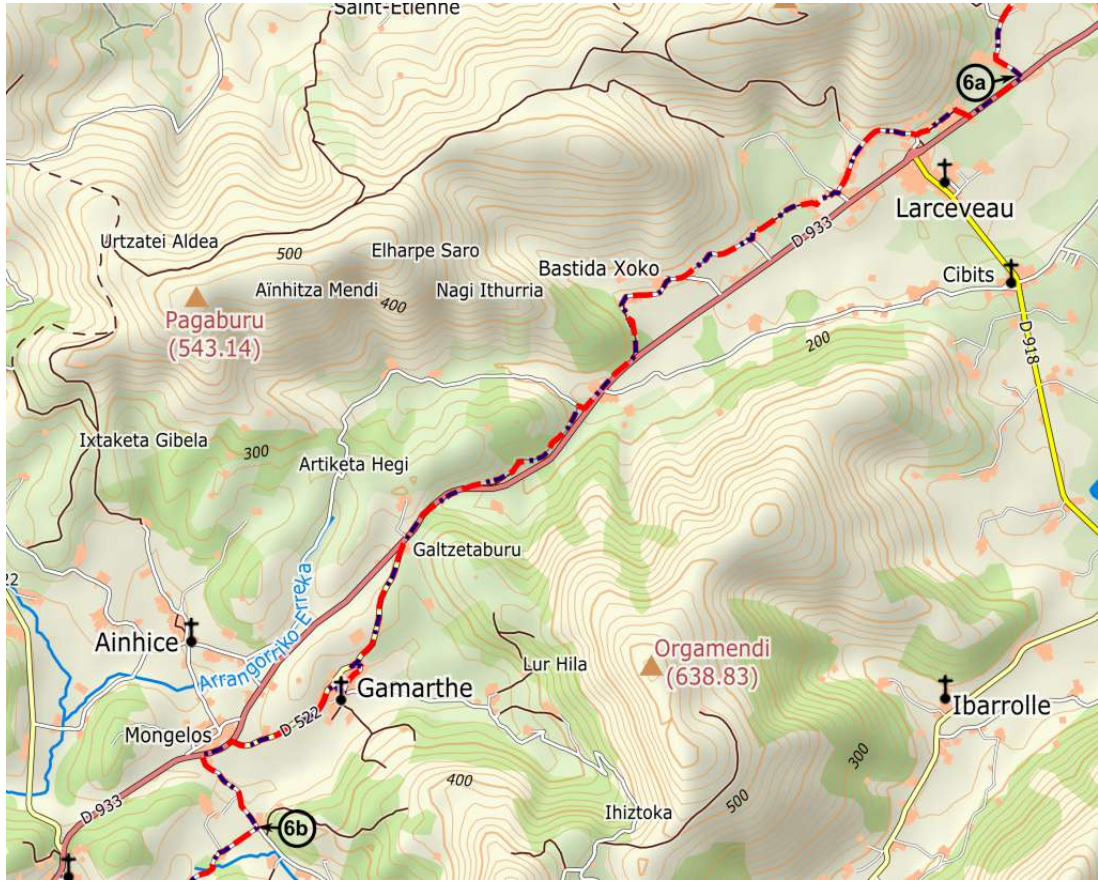 Saint-Etienne
6a
Larceveau
D 933
Urtzatei Aldea
500
Elharpe Saro
Bastida Xoko
Cibits
Aïnhitza Mendi
400
Nagi Ithurria
Pagaburu
(543.14)
200
D 918
Ixtaketa Gibela
300
Artiketa Hegi
Galtzetaburu
22
Ainhice
Arrangorriko-Erreka
Lur Hila
Orgamendi
(638.83)
Gamarthe
Ibarrolle
Mongelos
D 522
400
300
500
Ihiztoka
D 933
6b